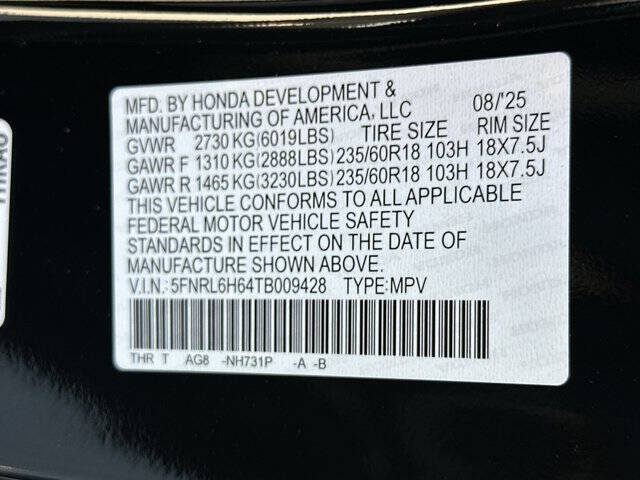 MFD. BY HONDA DEVELOPMENT &
MANUFACTURING OF AMERICA, LLC 08/'25
GVWR 2730 KG(6019LBS) TIRE SIZE RIM SIZE
GAWR F 1310 KG(2888LBS) 235/60R18 103H 18X7.5J
GAWR R 1465 KG(3230LBS) 235/60R18 103H 18X7.5J
THIS VEHICLE CONFORMS TO ALL APPLICABLE
FEDERAL MOTOR VEHICLE SAFETY
STANDARDS IN EFFECT ON THE DATE OF
MANUFACTURE SHOWN ABOVE.
V.I.N.: 5FNRL6H64TB009428 TYPE:MPV
THR T AG8 -NH731P -A -B